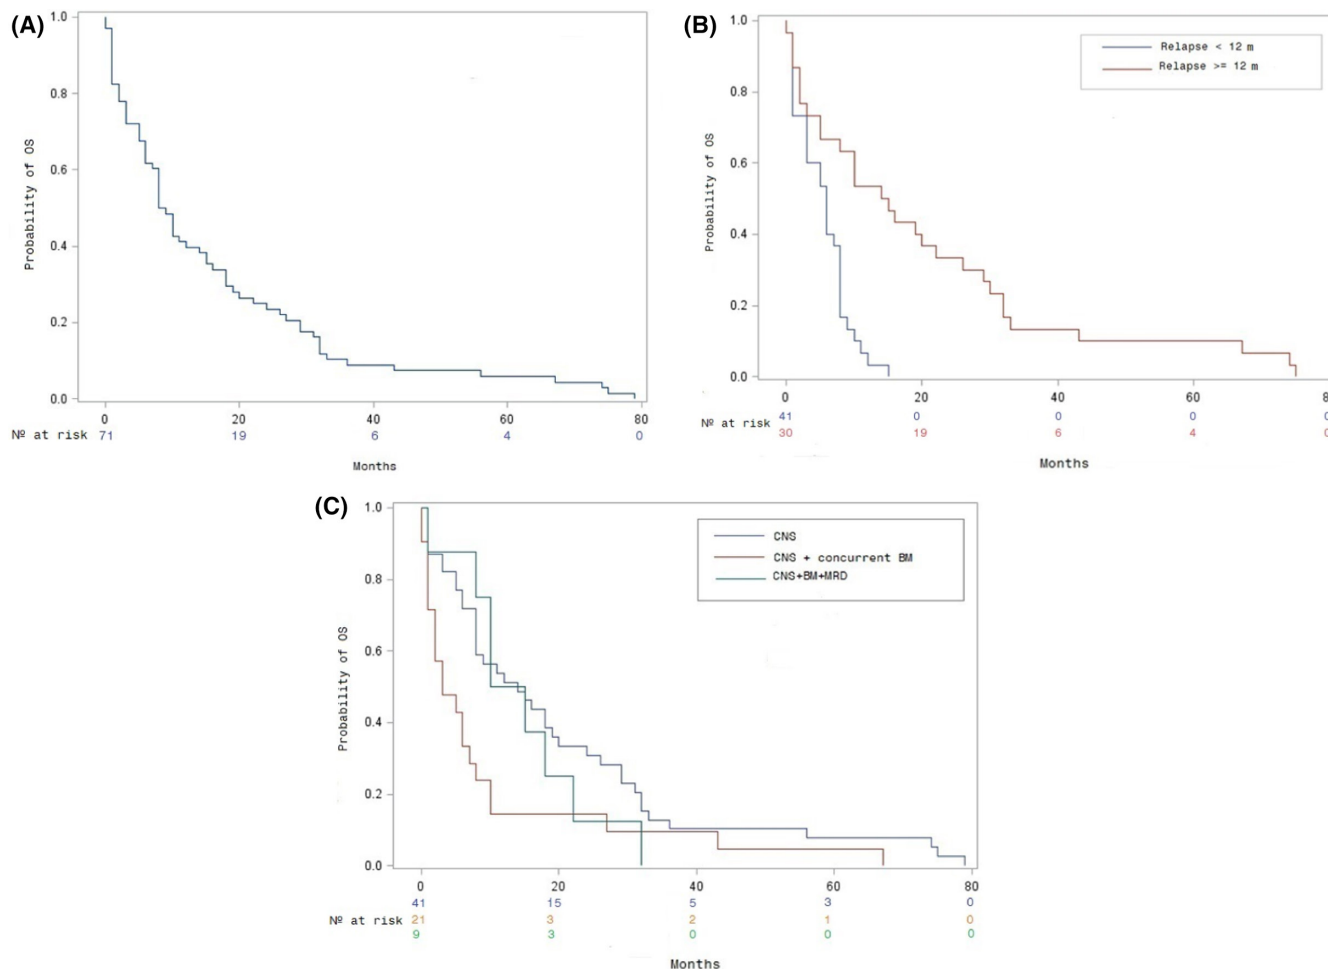 (A)
1.0
0.8
0.6
0.4
0.2
0.0
Probability of OS
0 20 40 60 80
Nº at risk 71 19 6 4 0
Months
(B)
1.0
0.8
0.6
0.4
0.2
0.0
Probability of OS
Relapse < 12 m
Relapse >= 12 m
0 20 40 60 80
41 0 0 0 0
Nº at risk
30 19 6 4 0
Months
(C)
1.0
0.8
0.6
0.4
0.2
0.0
Probability of OS
CNS
CNS + concurrent BM
CNS+BM+MRD
0 20 40 60 80
41 15 5 3 0
Nº at risk 21 3 2 1 0
9 3 0 0 0
Months